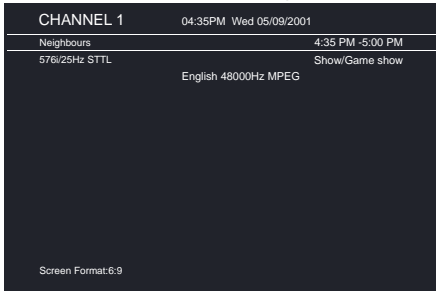 CHANNEL 1 04:35PM Wed 05/09/2001
Neighbours 4:35 PM -5:00 PM
576i/25Hz STTL Show/Game show
English 48000Hz MPEG
Screen Format:6:9